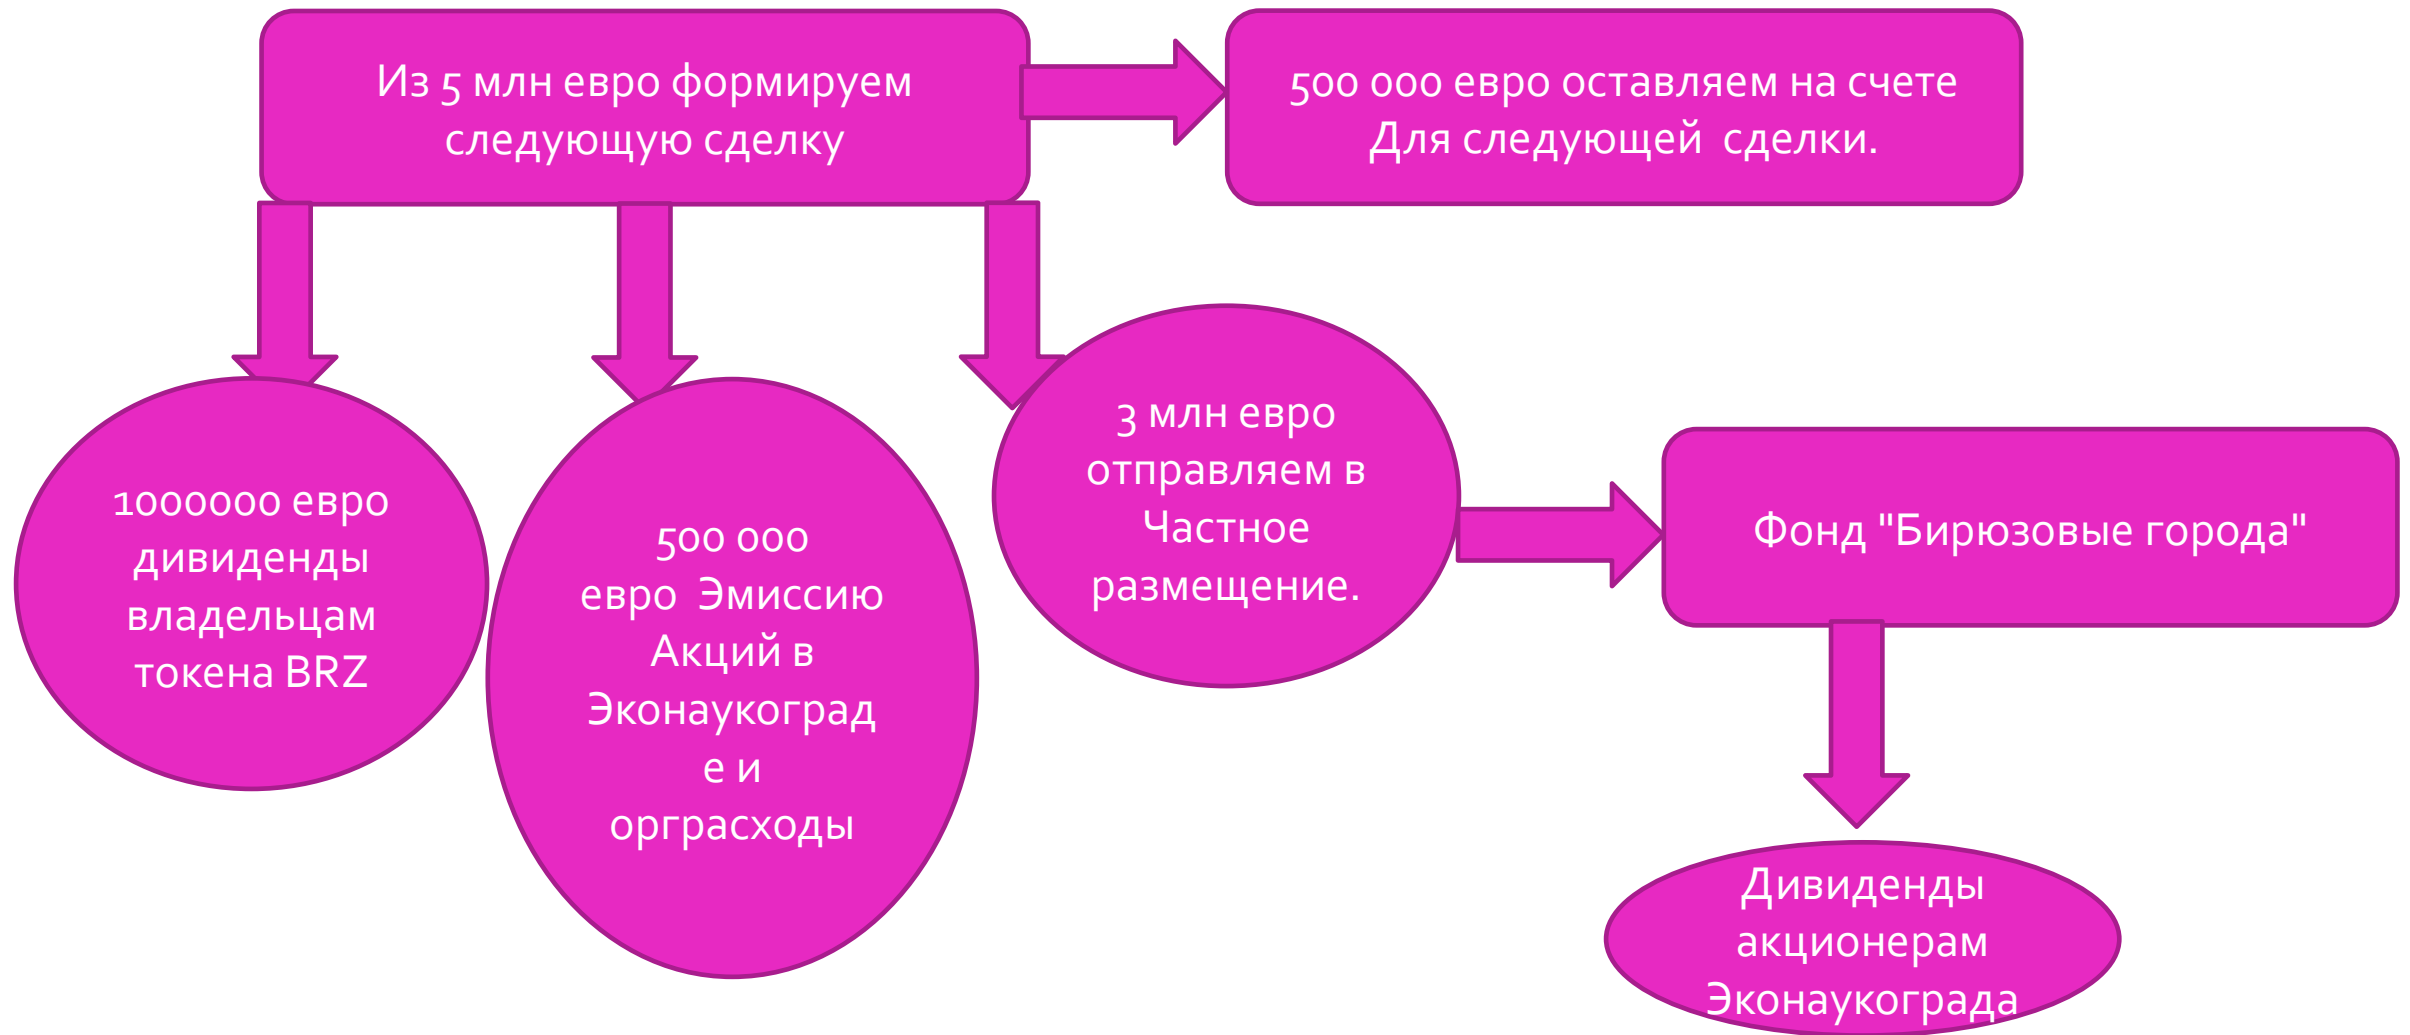 Из 5 млн евро формируем
следующую сделку
500 000 евро оставляем на счете
Для следующей  сделки.
1000000 евро
дивиденды
владельцам
токена BRZ
500 000
евро  Эмиссию
Акций в
Эконаукоград
е и
орграсходы
3 млн евро
отправляем в
Частное
размещение.
Фонд "Бирюзовые города"
Дивиденды
акционерам
Эконаукограда